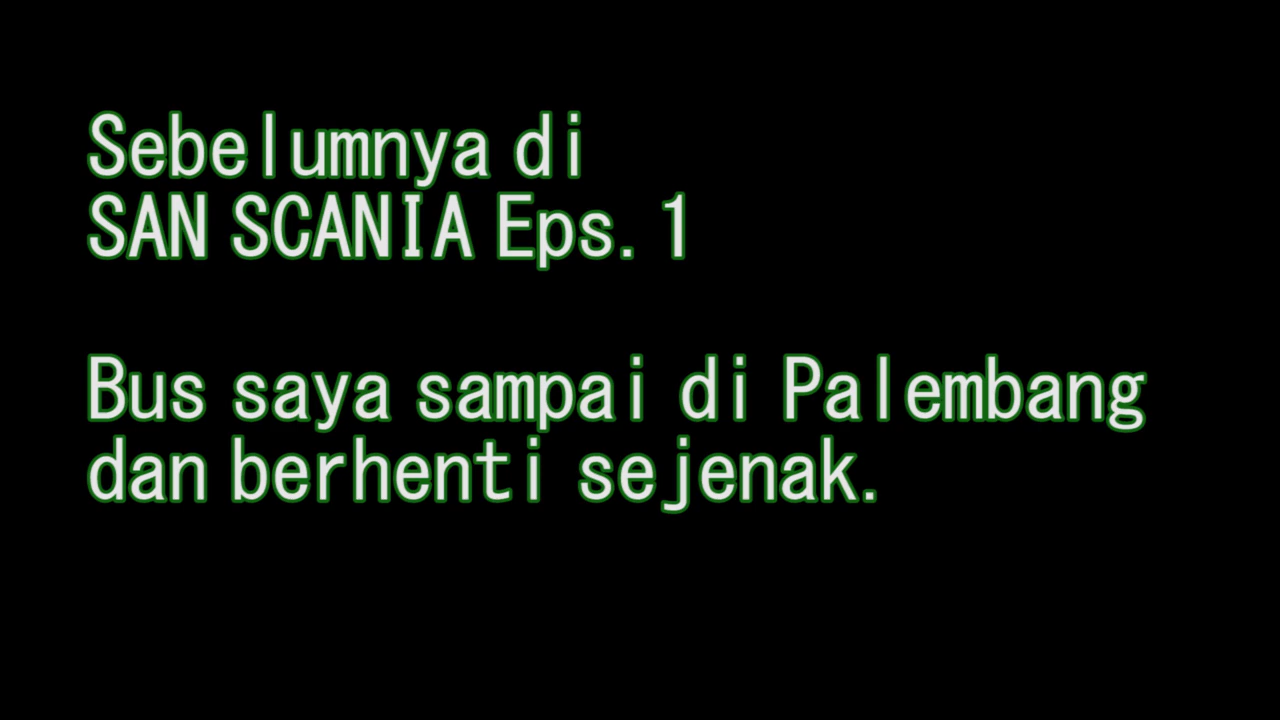 Sebelumnya di
SAN SCANIA Eps. 1
Bus saya sampai di Palembang
dan berhenti sejenak.